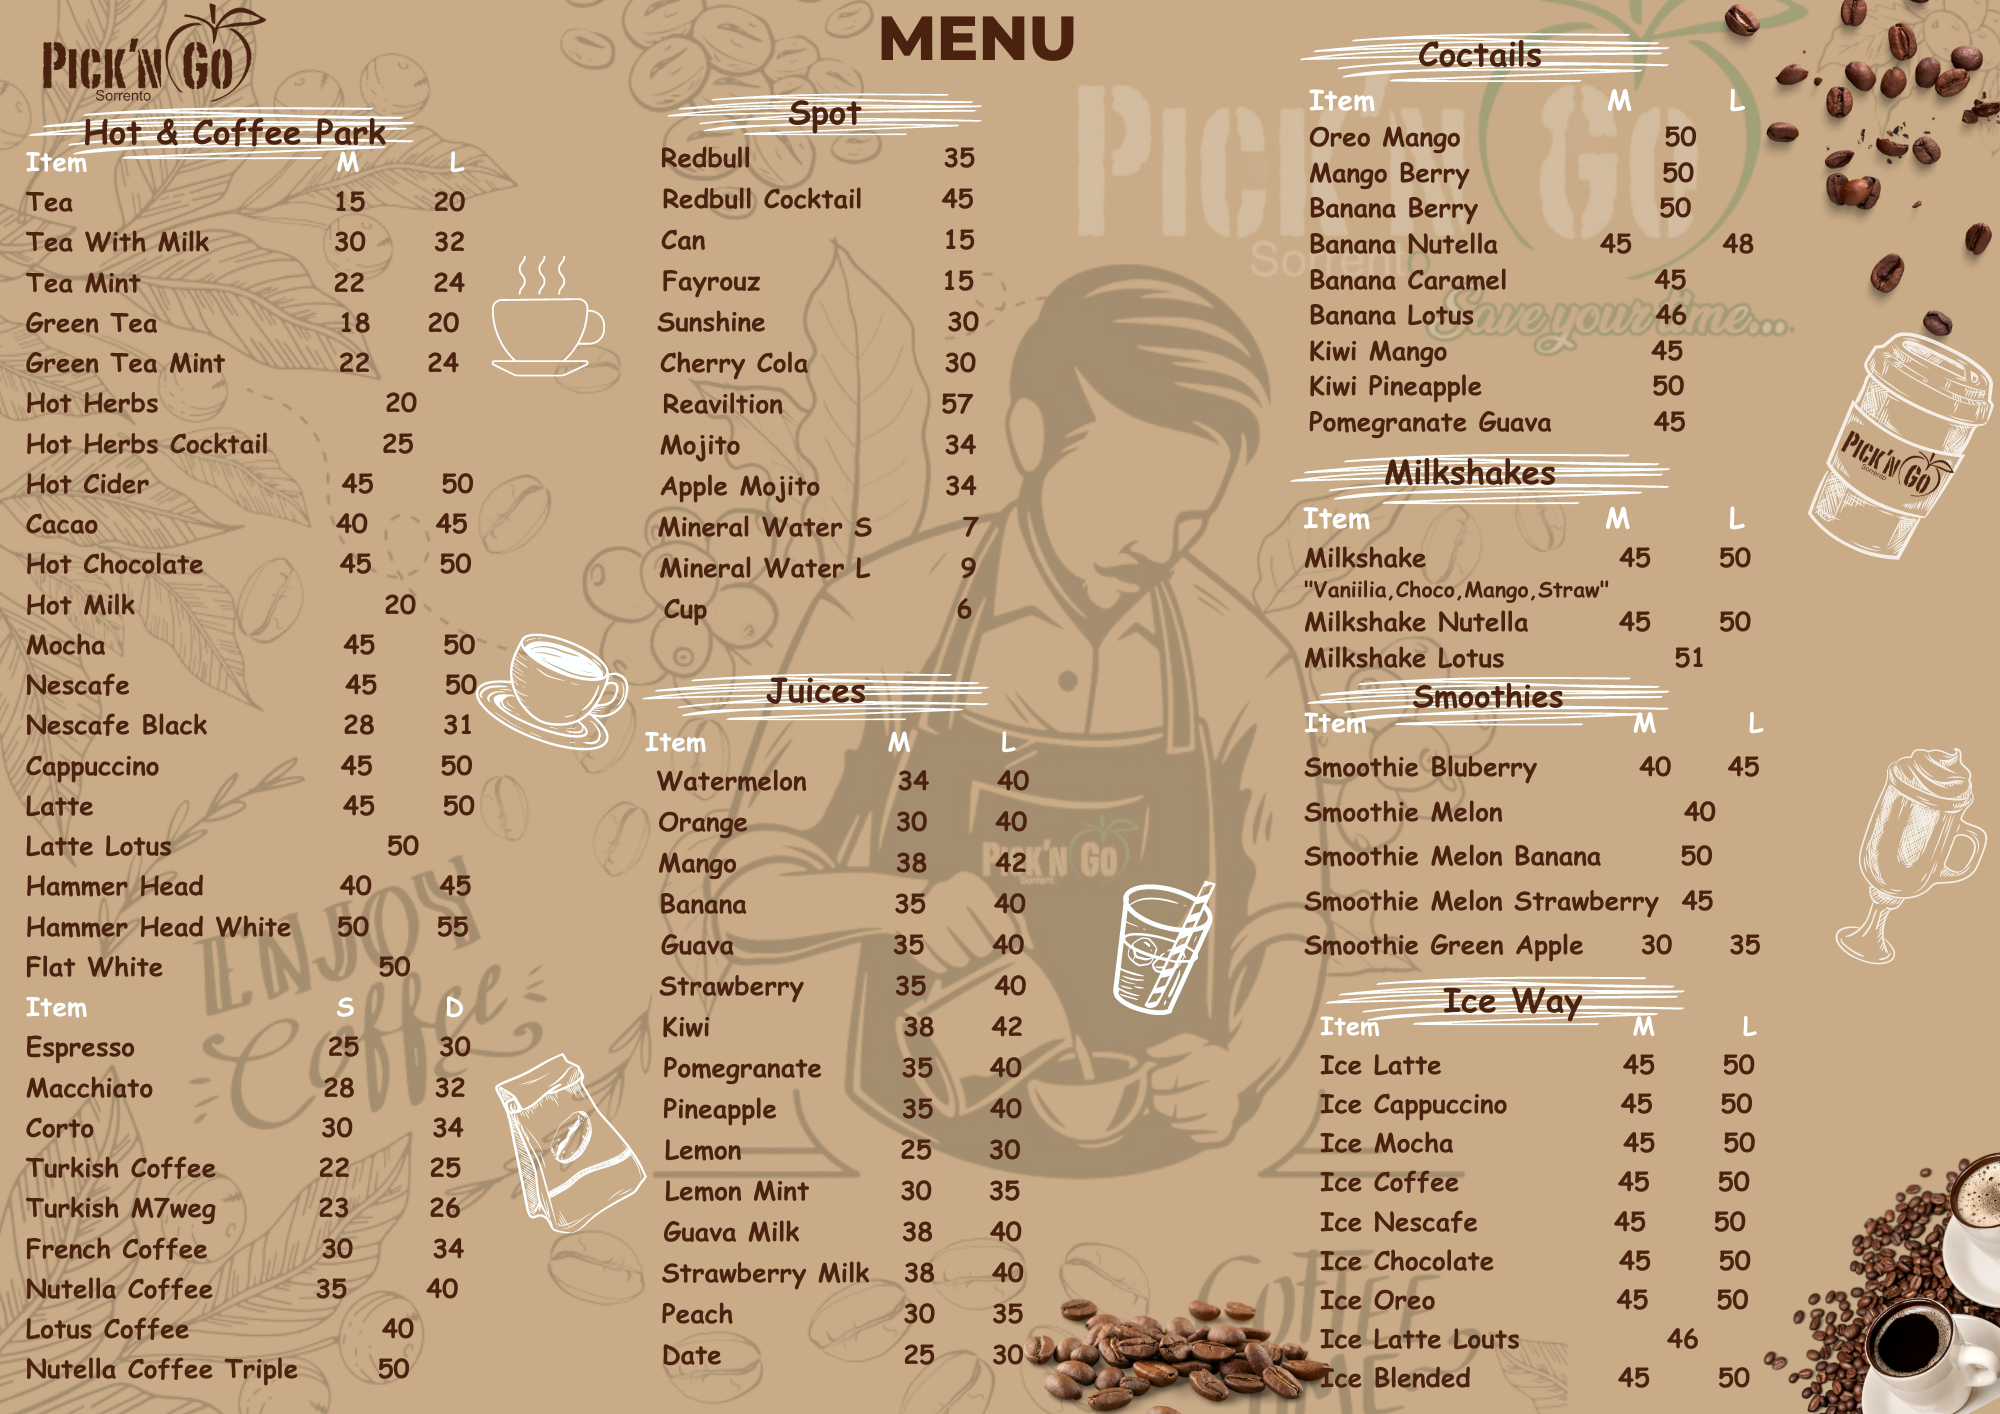 PICK'N GO
Sorrento
MENU
Hot & Coffee Park
Item M L
Tea 15 20
Tea With Milk 30 32
Tea Mint 22 24
Green Tea 18 20
Green Tea Mint 22 24
Hot Herbs 20
Hot Herbs Cocktail 25
Hot Cider 45 50
Cacao 40 45
Hot Chocolate 45 50
Hot Milk 20
Mocha 45 50
Nescafe 45 50
Nescafe Black 28 31
Cappuccino 45 50
Latte 45 50
Latte Lotus 50
Hammer Head 40 45
Hammer Head White 50 55
Flat White 50
Item S D
Espresso 25 30
Macchiato 28 32
Corto 30 34
Turkish Coffee 22 25
Turkish M7weg 23 26
French Coffee 30 34
Nutella Coffee 35 40
Lotus Coffee 40
Nutella Coffee Triple 50
ENJOY
Coffee
Spot
Redbull 35
Redbull Cocktail 45
Can 15
Fayrouz 15
Sunshine 30
Cherry Cola 30
Reaviltion 57
Mojito 34
Apple Mojito 34
Mineral Water S 7
Mineral Water L 9
Cup 6
Juices
Item M L
Watermelon 34 40
Orange 30 40
Mango 38 42
Banana 35 40
Guava 35 40
Strawberry 35 40
Kiwi 38 42
Pomegranate 35 40
Pineapple 35 40
Lemon 25 30
Lemon Mint 30 35
Guava Milk 38 40
Strawberry Milk 38 40
Peach 30 35
Date 25 30
PICK'N GO
PICK'N GO
Sorrento
Save your time...
Coctails
Item M L
Oreo Mango 50
Mango Berry 50
Banana Berry 50
Banana Nutella 45 48
Banana Caramel 45
Banana Lotus 46
Kiwi Mango 45
Kiwi Pineapple 50
Pomegranate Guava 45
Milkshakes
Item M L
Milkshake 45 50
"Vaniilia,Choco,Mango,Straw"
Milkshake Nutella 45 50
Milkshake Lotus 51
Smoothies
Item M L
Smoothie Bluberry 40 45
Smoothie Melon 40
Smoothie Melon Banana 50
Smoothie Melon Strawberry 45
Smoothie Green Apple 30 35
Ice Way
Item M L
Ice Latte 45 50
Ice Cappuccino 45 50
Ice Mocha 45 50
Ice Coffee 45 50
Ice Nescafe 45 50
Ice Chocolate 45 50
Ice Oreo 45 50
Ice Latte Louts 46
Ice Blended 45 50
COFFEE
PICK'N GO
Sorrento